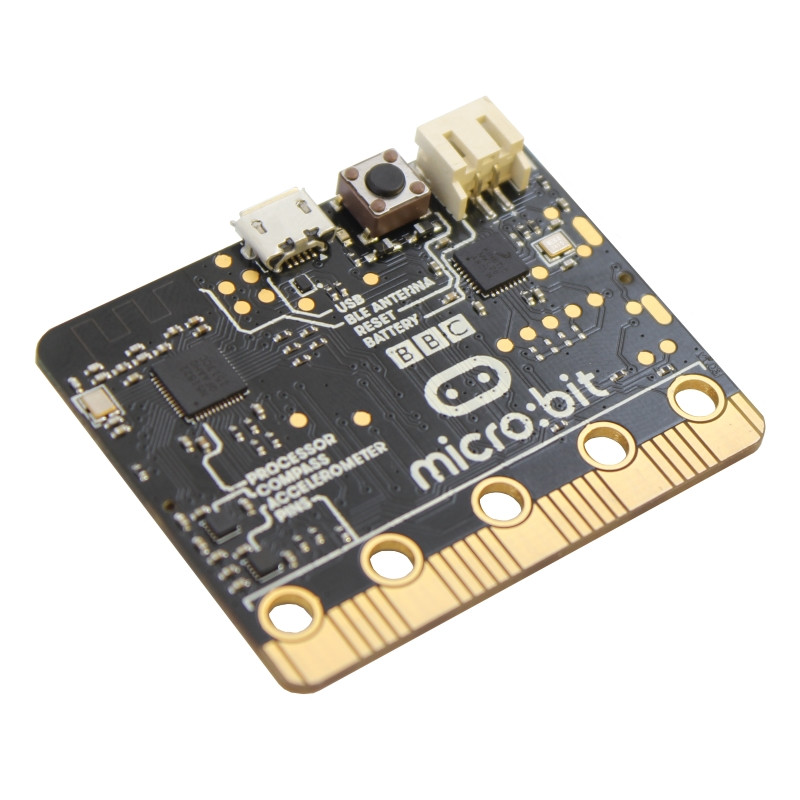 USB
BLE ANTENNA
RESET
BATTERY
BBC
micro:bit
PROCESSOR
COMPASS
ACCELEROMETER
PINS